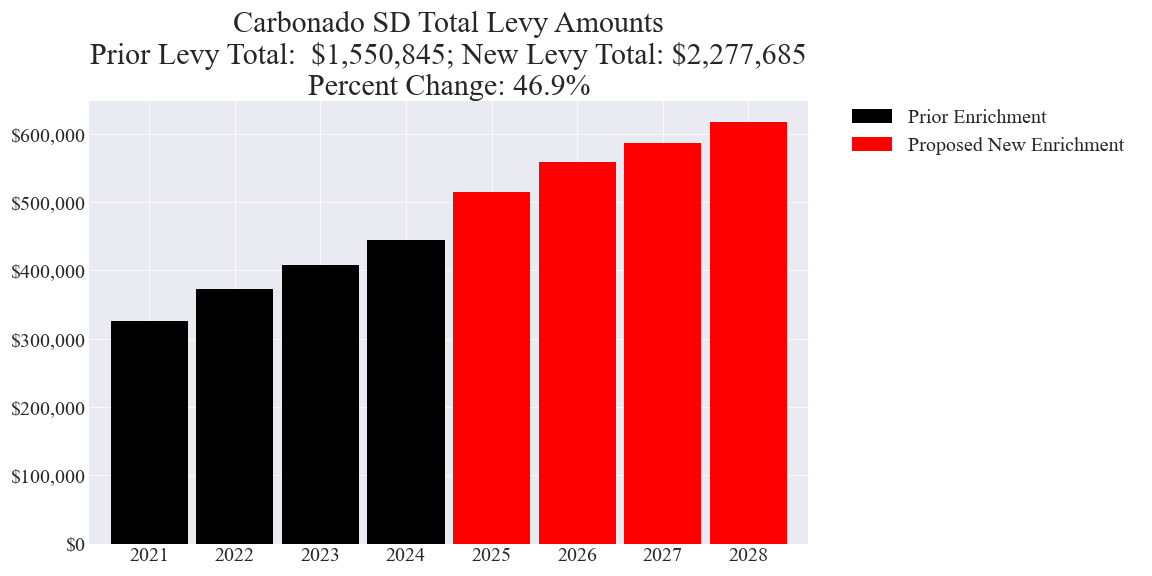 Carbonado SD Total Levy Amounts
Prior Levy Total:  $1,550,845; New Levy Total: $2,277,685
Percent Change: 46.9%
Prior Enrichment
Proposed New Enrichment
$600,000
$500,000
$400,000
$300,000
$200,000
$100,000
$0
2021 2022 2023 2024 2025 2026 2027 2028